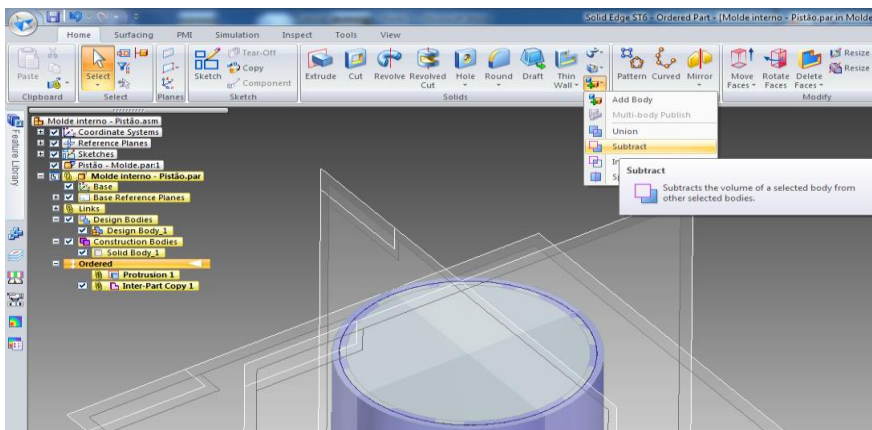 Solid Edge ST6 - Ordered Part - [Molde interno - Pistão.par in Molde
Home Surfacing PMI Simulation Inspect Tools View
Paste
Clipboard
Select
Select
Planes
Sketch
Tear-Off
Copy
Component
Sketch
Extrude Cut Revolve Revolved Cut Hole Round Draft Thin Wall
Solids
Pattern Curved Mirror
Move Faces Rotate Faces Delete Faces
Resize
Resize
Modify
Add Body
Multi-body Publish
Union
Subtract
Subtract
Subtracts the volume of a selected body from
other selected bodies.
Feature Library
Molde interno - Pistão.asm
Coordinate Systems
Reference Planes
Sketches
Pistão - Molde.par:1
Molde interno - Pistão.par
Base
Base Reference Planes
Links
Design Bodies
Design Body_1
Construction Bodies
Solid Body_1
Ordered
Protrusion 1
Inter-Part Copy 1